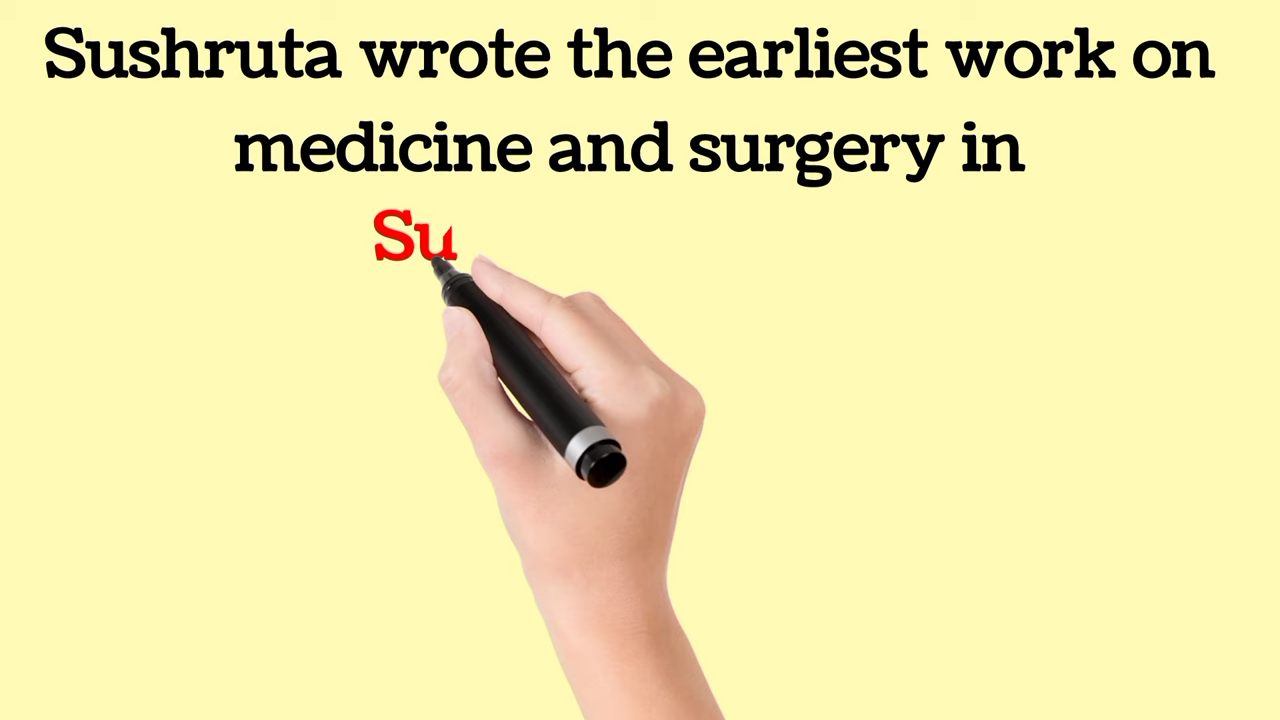 Sushruta wrote the earliest work on
medicine and surgery in
Su